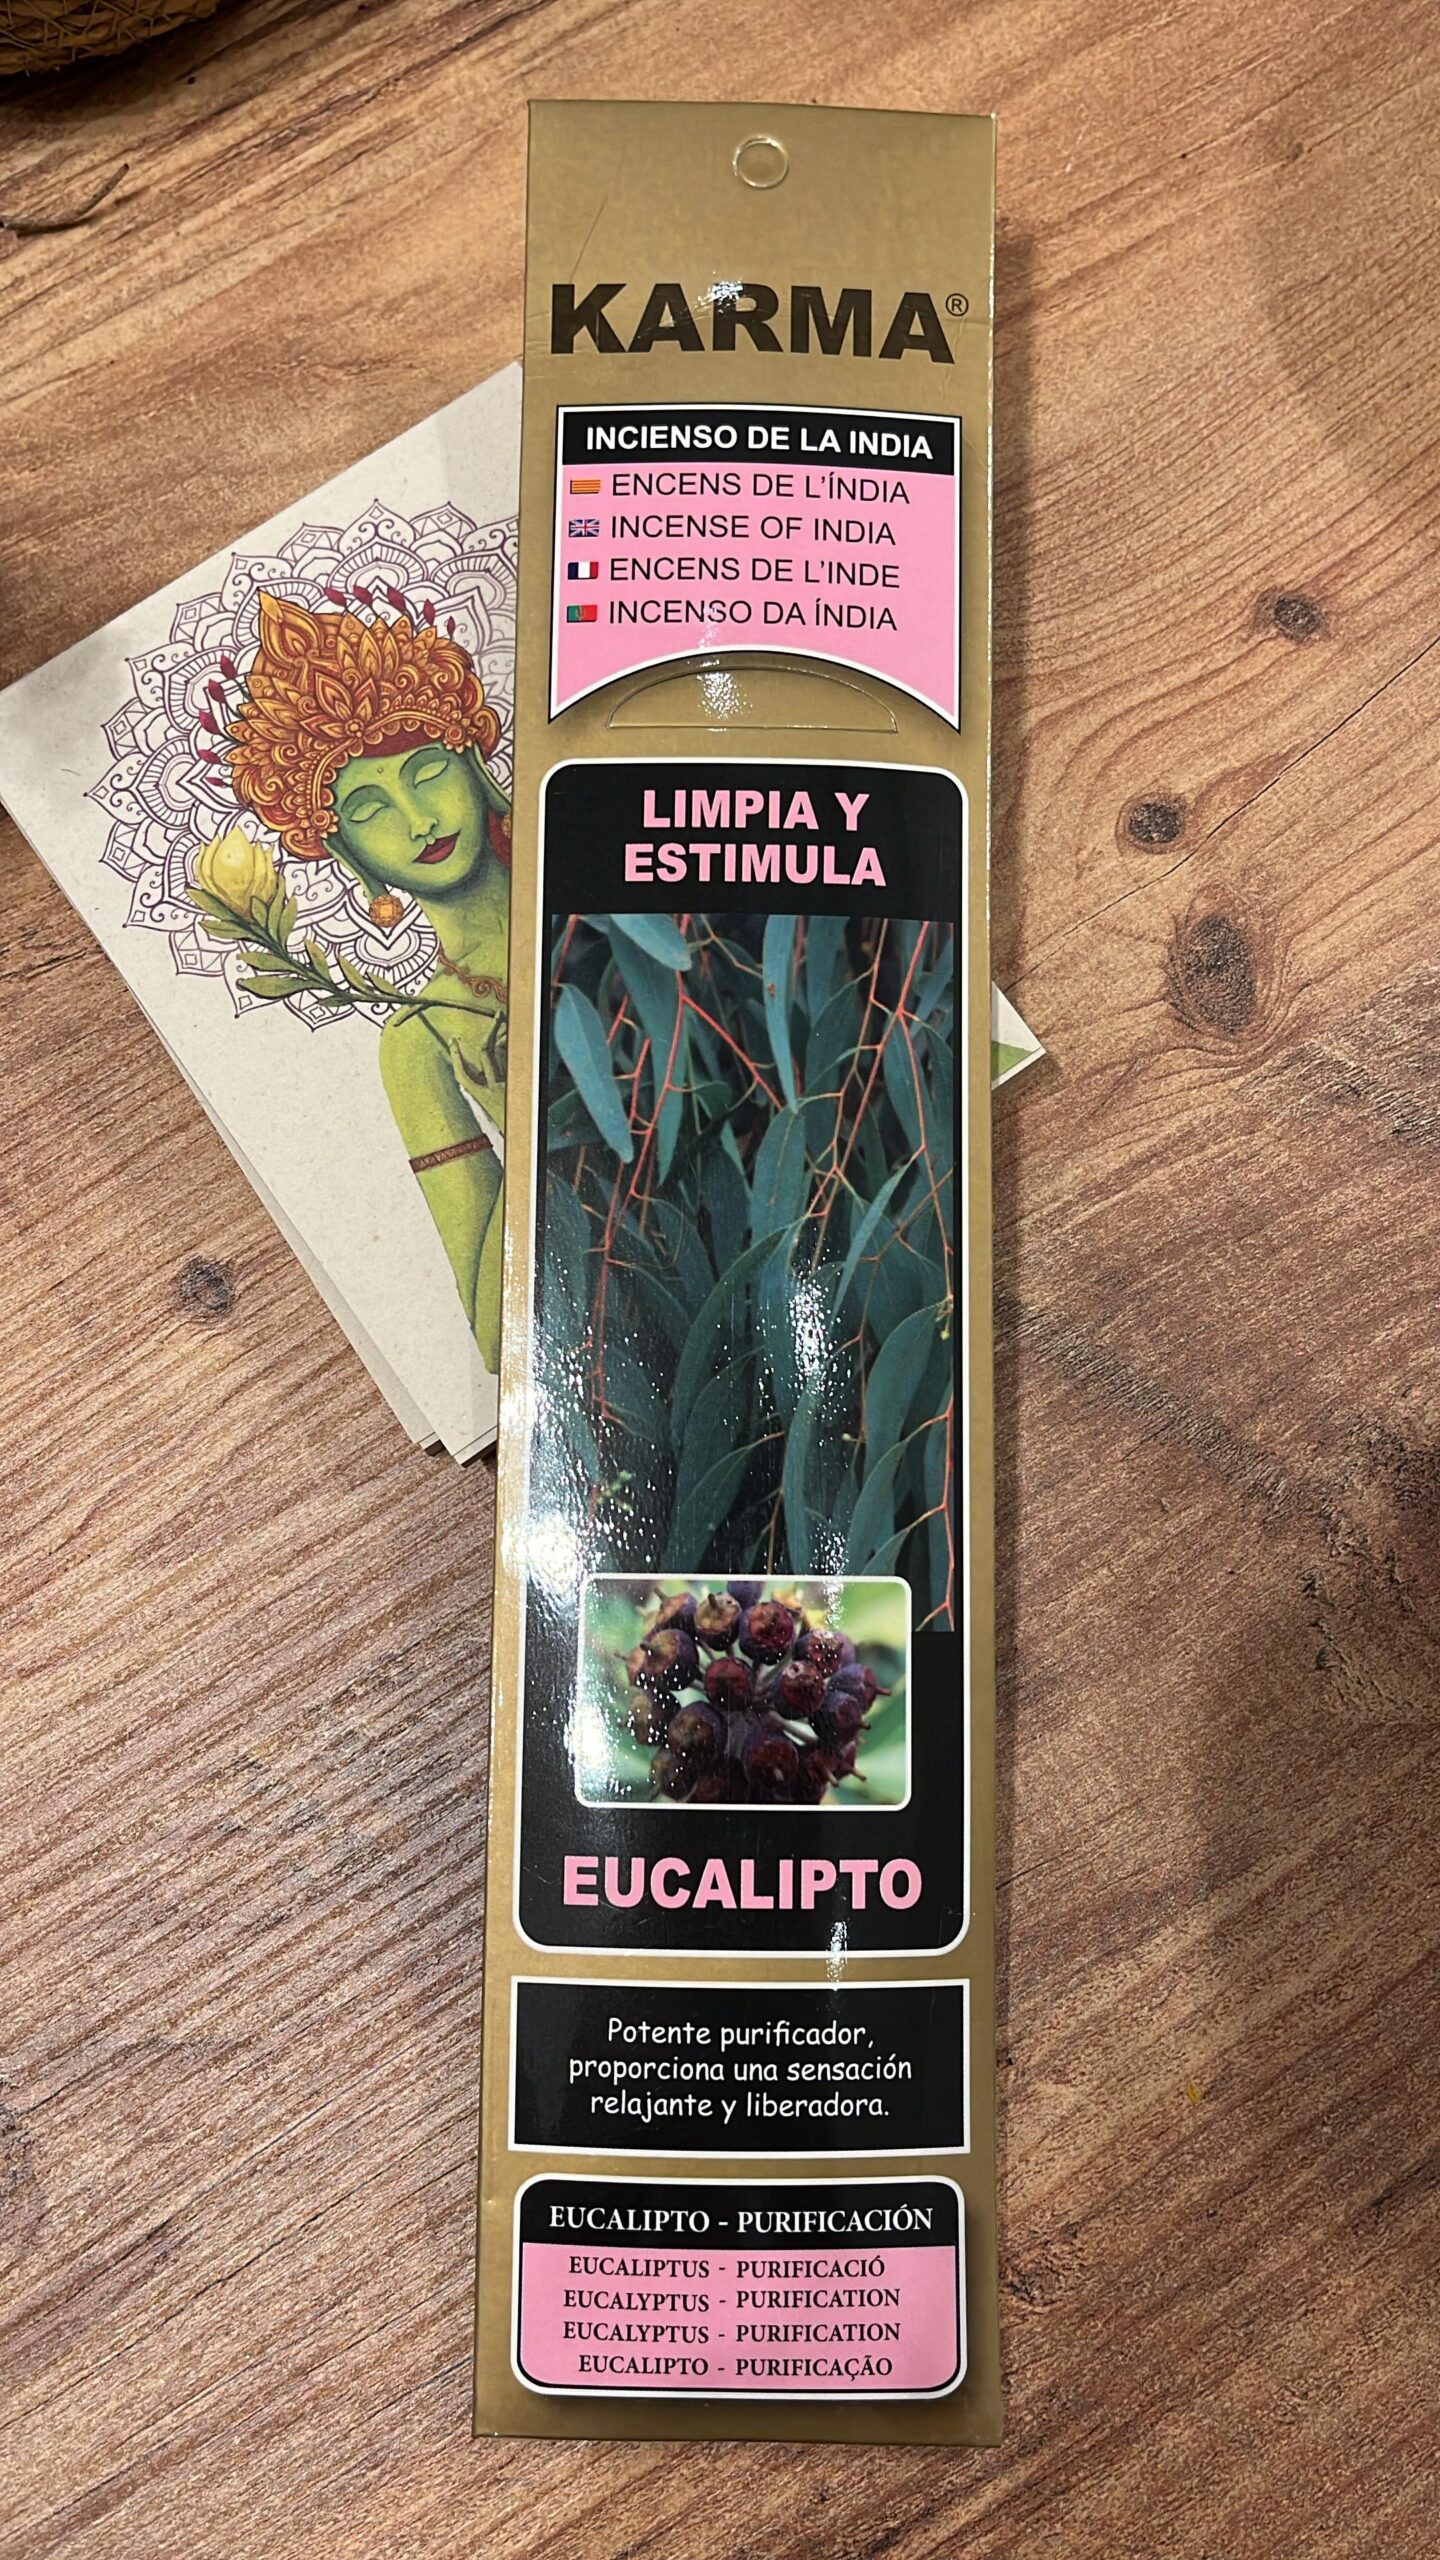 KARMA®
INCIENSO DE LA INDIA
ENCENS DE L'ÍNDIA
INCENSE OF INDIA
ENCENS DE L'INDE
INCENSO DA ÍNDIA
LIMPIA Y
ESTIMULA
EUCALIPTO
Potente purificador,
proporciona una sensación
relajante y liberadora.
EUCALIPTO - PURIFICACIÓN
EUCALIPTUS - PURIFICACIÓ
EUCALYPTUS - PURIFICATION
EUCALYPTUS - PURIFICATION
EUCALIPTO - PURIFICAÇÃO